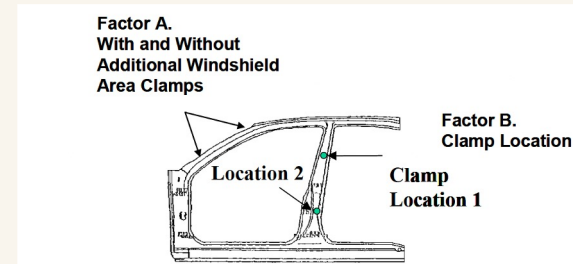 Factor A.
With and Without
Additional Windshield
Area Clamps
Factor B.
Clamp Location
Location 2
Clamp
Location 1